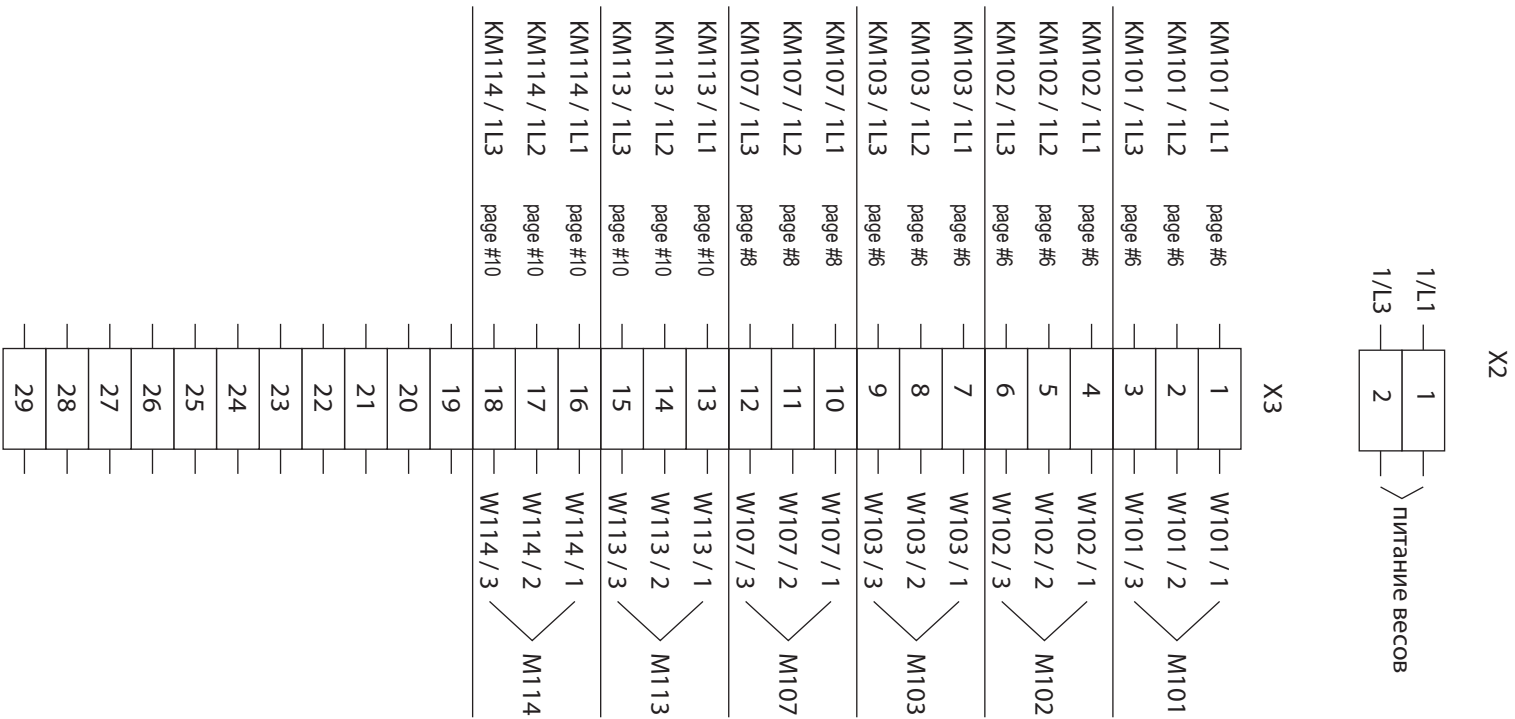 X2
1/L1 1 питание весов
1/L3 2
X3
KM101 / 1L1 page #6 1 W101 / 1
KM101 / 1L2 page #6 2 W101 / 2 M101
KM101 / 1L3 page #6 3 W101 / 3
KM102 / 1L1 page #6 4 W102 / 1
KM102 / 1L2 page #6 5 W102 / 2 M102
KM102 / 1L3 page #6 6 W102 / 3
KM103 / 1L1 page #6 7 W103 / 1
KM103 / 1L2 page #6 8 W103 / 2 M103
KM103 / 1L3 page #6 9 W103 / 3
KM107 / 1L1 page #8 10 W107 / 1
KM107 / 1L2 page #8 11 W107 / 2 M107
KM107 / 1L3 page #8 12 W107 / 3
KM113 / 1L1 page #10 13 W113 / 1
KM113 / 1L2 page #10 14 W113 / 2 M113
KM113 / 1L3 page #10 15 W113 / 3
KM114 / 1L1 page #10 16 W114 / 1
KM114 / 1L2 page #10 17 W114 / 2 M114
KM114 / 1L3 page #10 18 W114 / 3
19
20
21
22
23
24
25
26
27
28
29